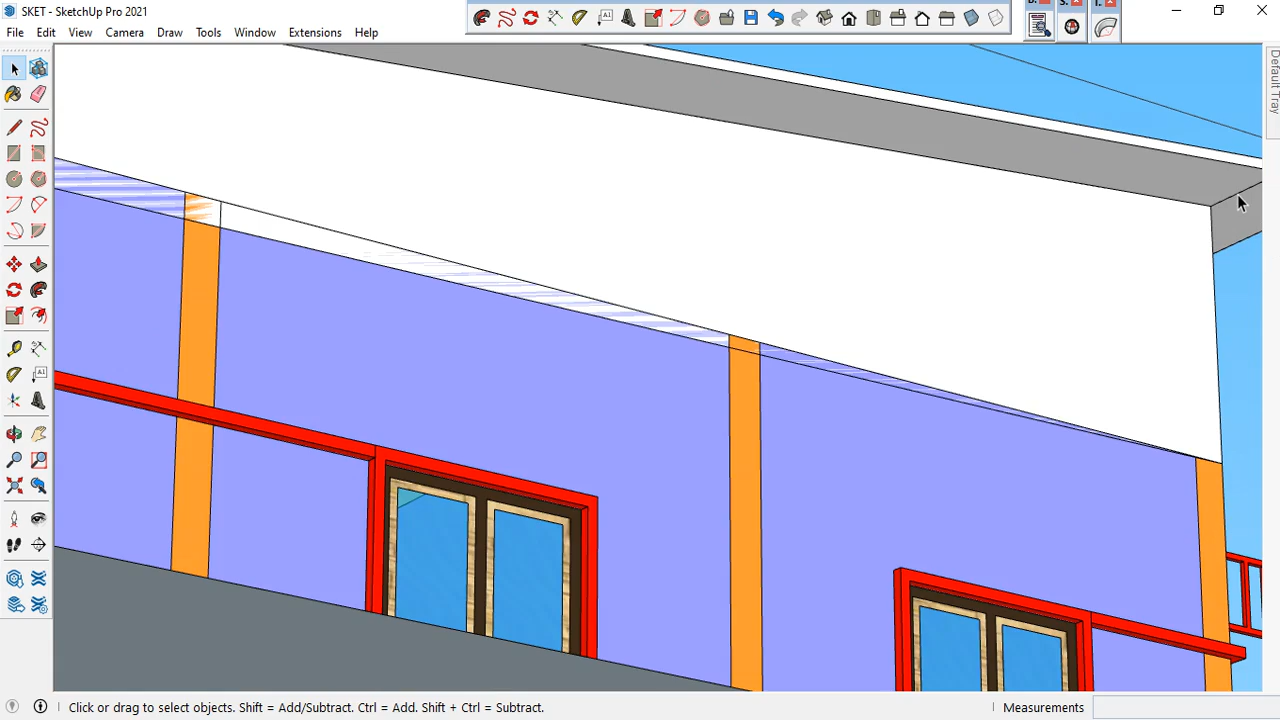 SKET - SketchUp Pro 2021
File Edit View Camera Draw Tools Window Extensions Help
Default Tray
Click or drag to select objects. Shift = Add/Subtract. Ctrl = Add. Shift + Ctrl = Subtract.
Measurements